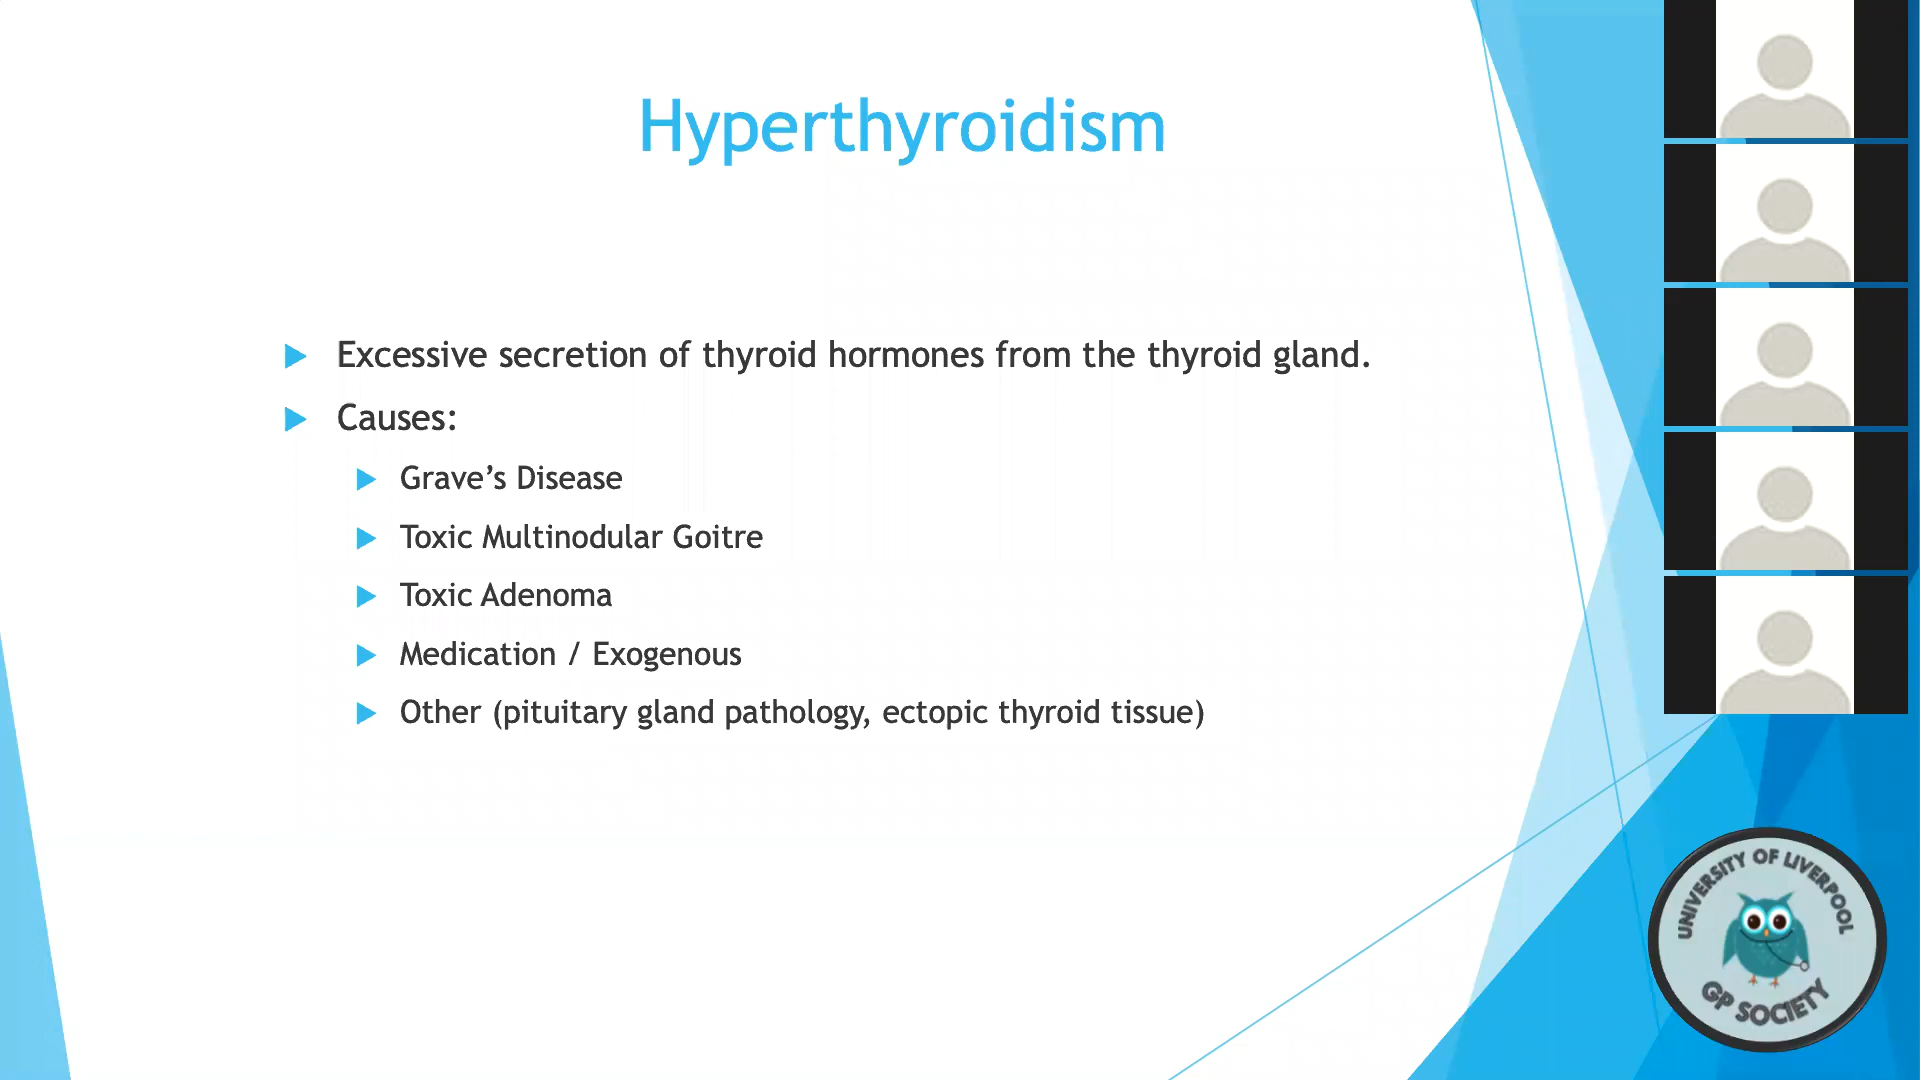 Hyperthyroidism
Excessive secretion of thyroid hormones from the thyroid gland.
Causes:
Grave’s Disease
Toxic Multinodular Goitre
Toxic Adenoma
Medication / Exogenous
Other (pituitary gland pathology, ectopic thyroid tissue)
UNIVERSITY OF LIVERPOOL
GP SOCIETY